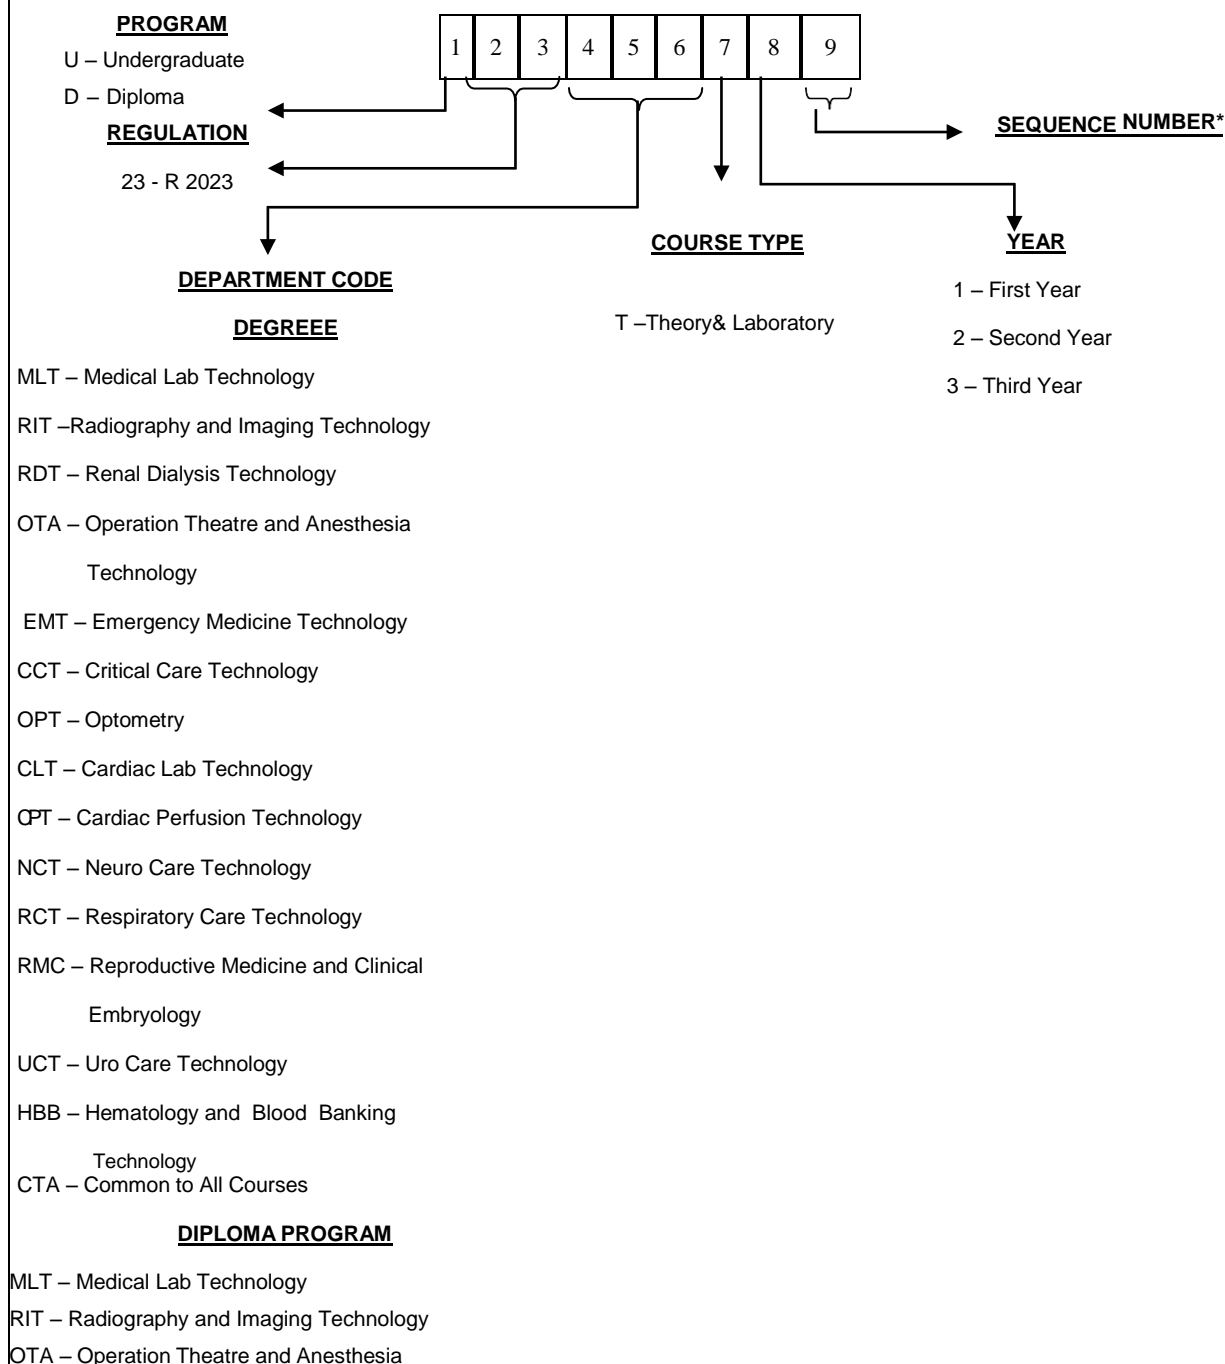 PROGRAM
U – Undergraduate
D – Diploma
1 2 3 4 5 6 7 8 9
REGULATION
23 - R 2023
SEQUENCE NUMBER*
DEPARTMENT CODE
DEGREEE
COURSE TYPE
T –Theory& Laboratory
YEAR
1 – First Year
2 – Second Year
3 – Third Year
MLT – Medical Lab Technology
RIT –Radiography and Imaging Technology
RDT – Renal Dialysis Technology
OTA – Operation Theatre and Anesthesia
Technology
EMT – Emergency Medicine Technology
CCT – Critical Care Technology
OPT – Optometry
CLT – Cardiac Lab Technology
CPT – Cardiac Perfusion Technology
NCT – Neuro Care Technology
RCT – Respiratory Care Technology
RMC – Reproductive Medicine and Clinical
Embryology
UCT – Uro Care Technology
HBB – Hematology and Blood Banking
Technology
CTA – Common to All Courses
DIPLOMA PROGRAM
MLT – Medical Lab Technology
RIT – Radiography and Imaging Technology
OTA – Operation Theatre and Anesthesia